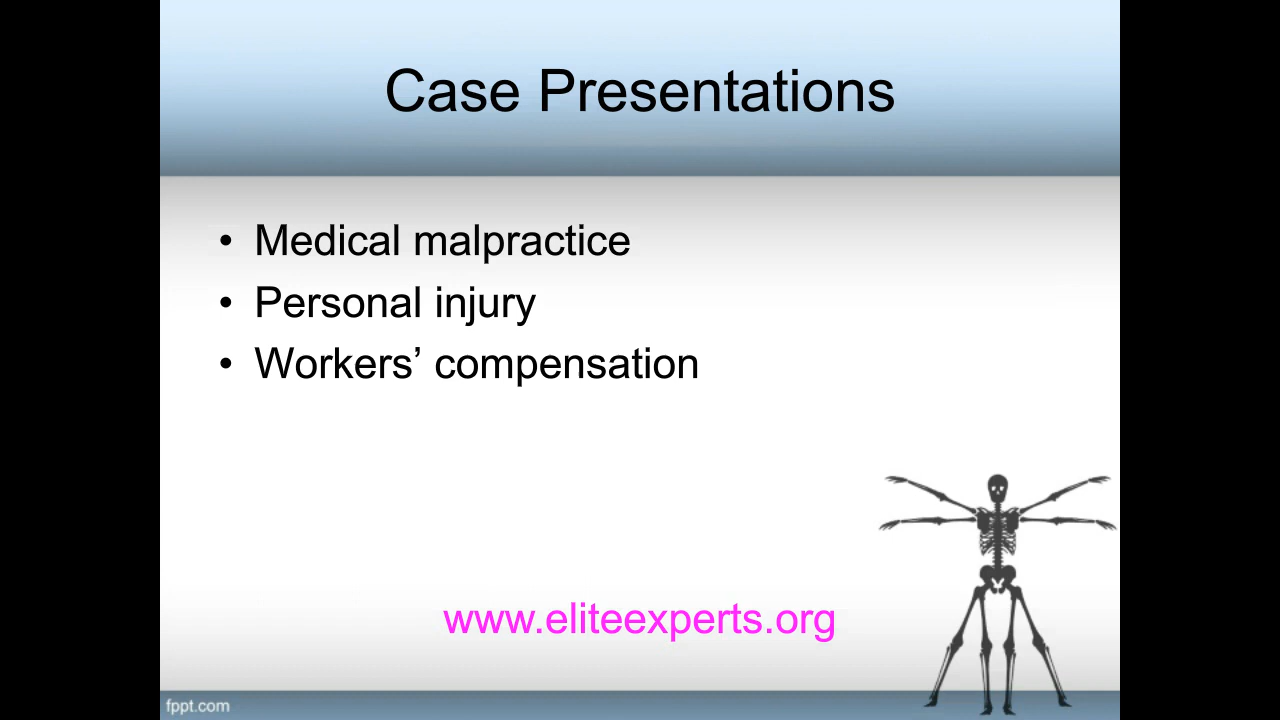 Case Presentations
• Medical malpractice
• Personal injury
• Workers’ compensation
www.eliteexperts.org
fppt.com